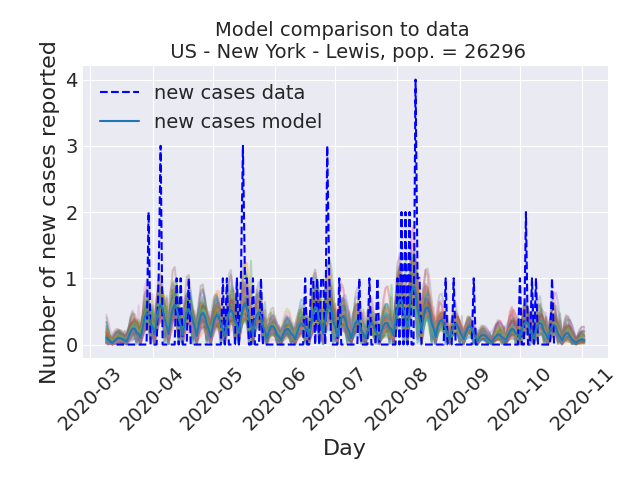 Model comparison to data
US - New York - Lewis, pop. = 26296
Number of new cases reported
4
3
2
1
0
new cases data
new cases model
2020-03
2020-04
2020-05
2020-06
2020-07
2020-08
2020-09
2020-10
2020-11
Day